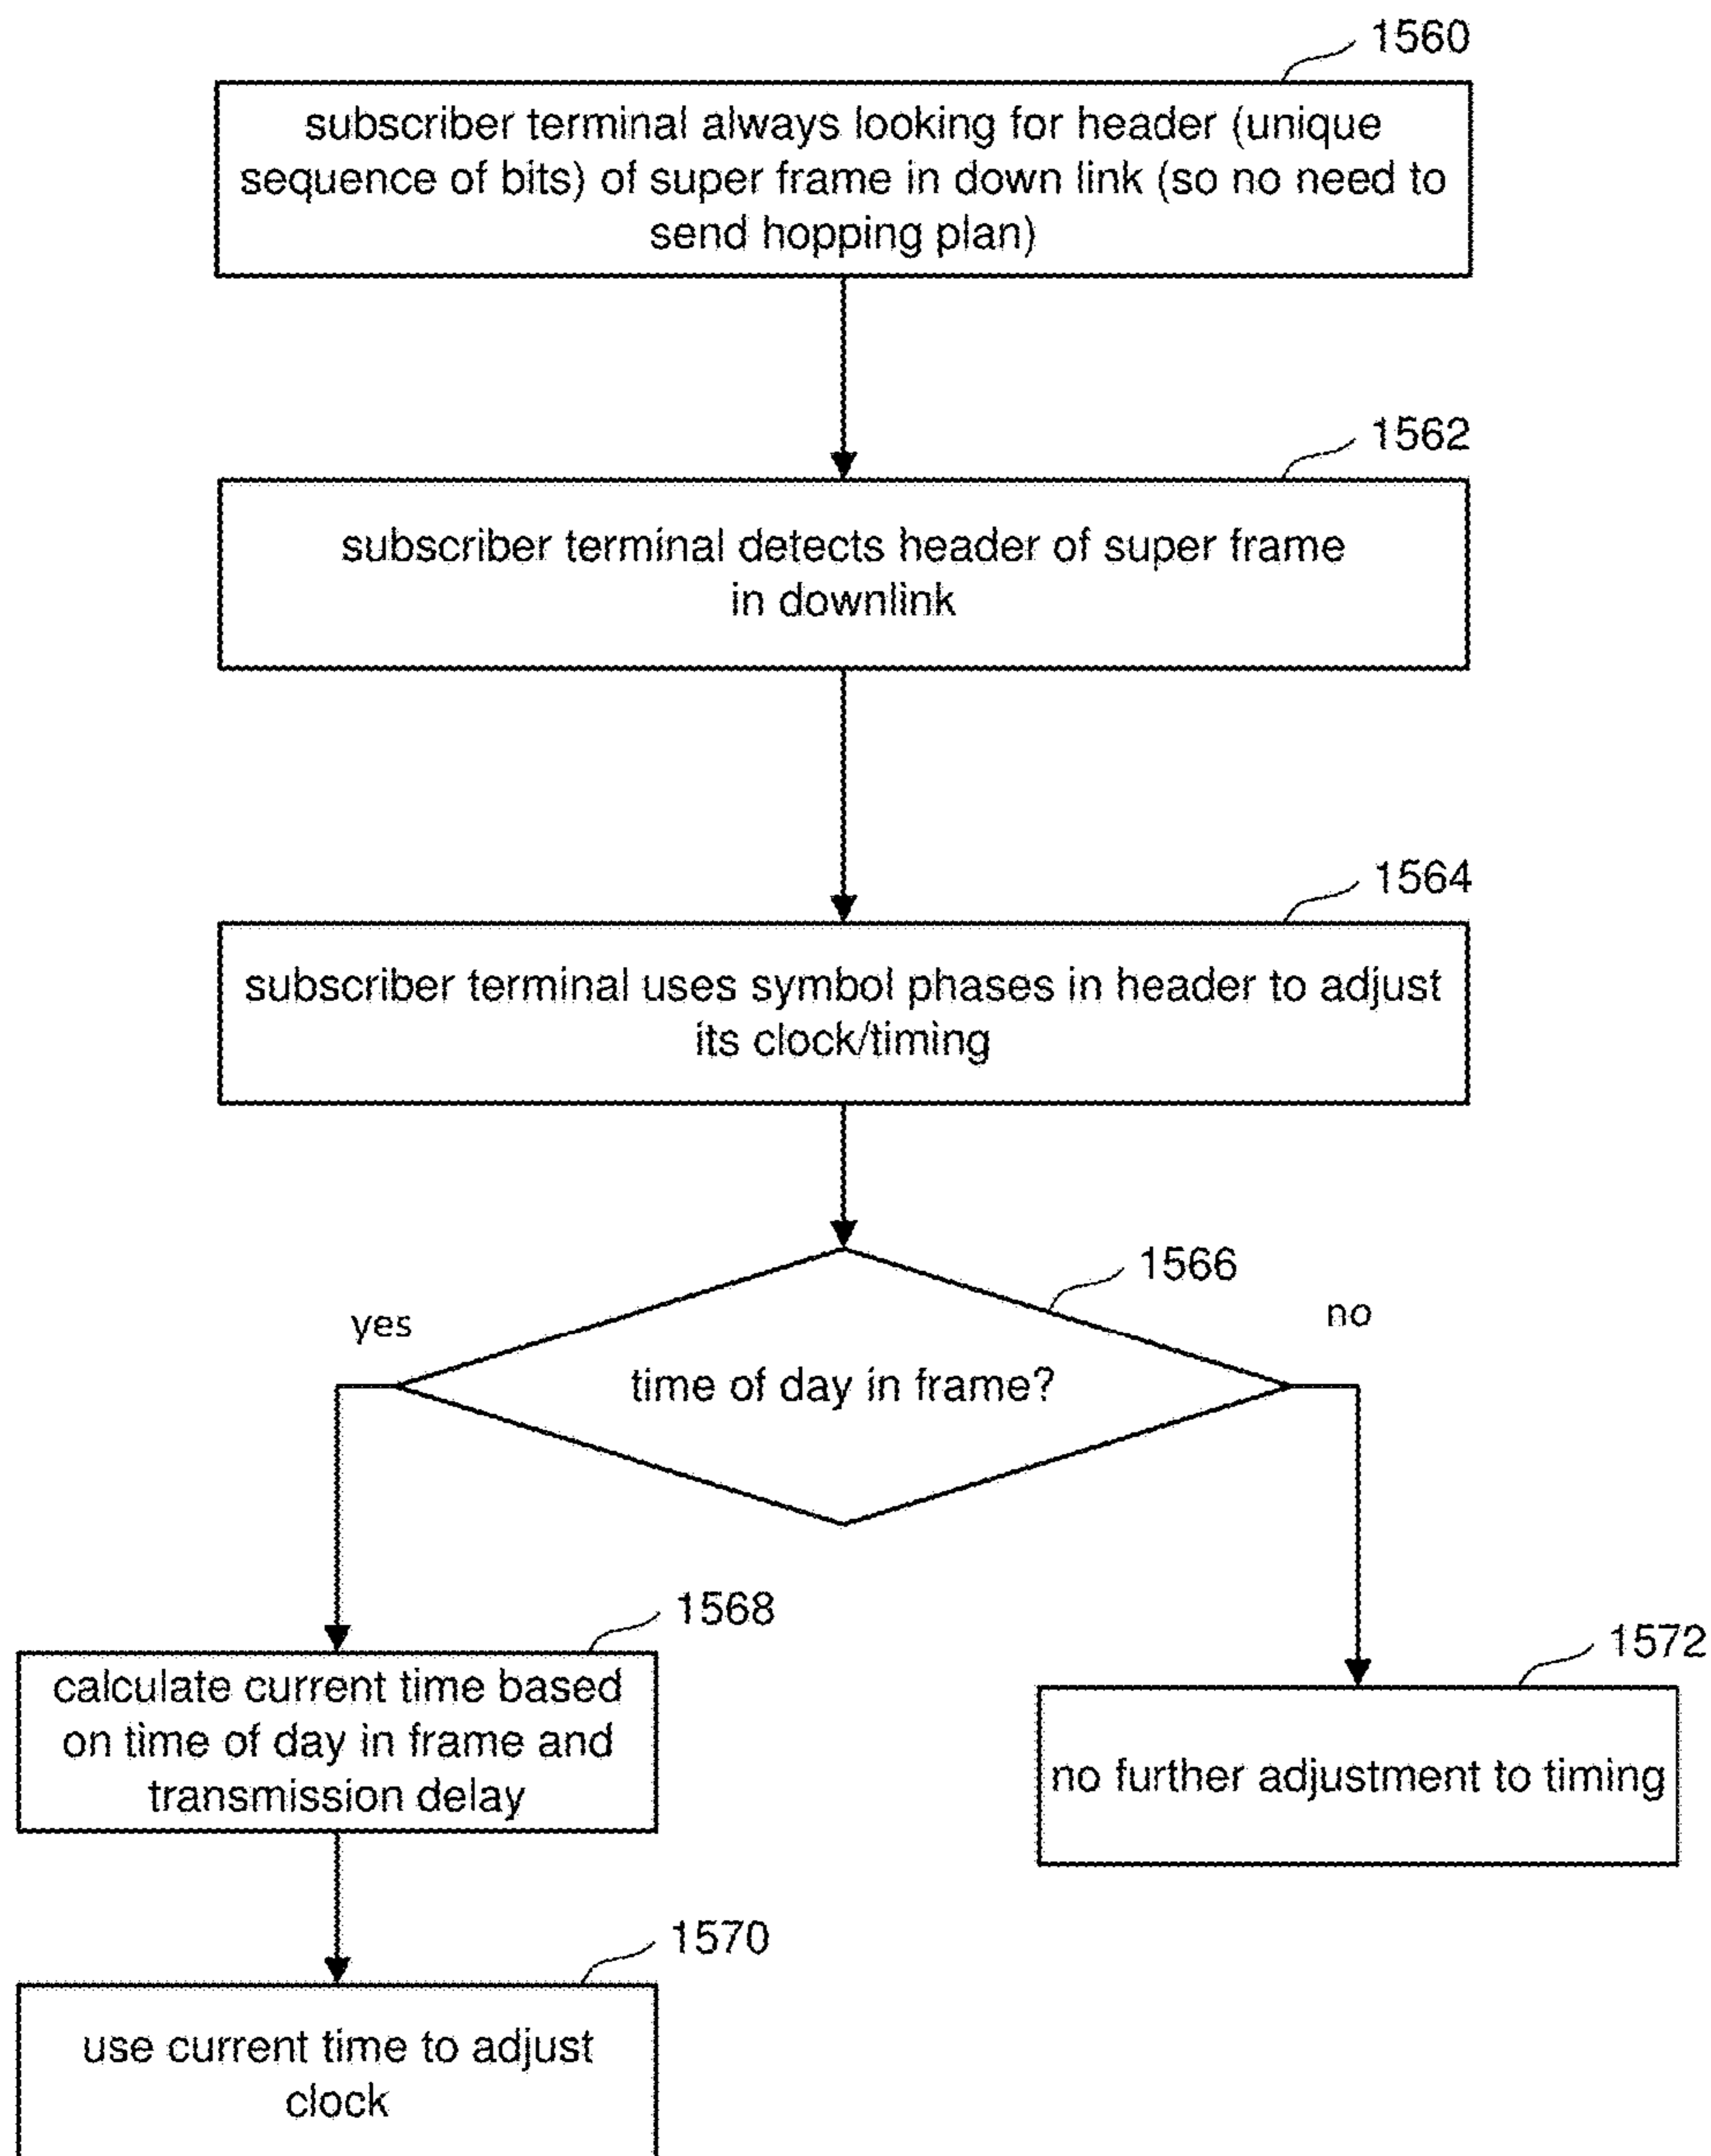 1560
subscriber terminal always looking for header (unique
sequence of bits) of super frame in down link (so no need to
send hopping plan)
1562
subscriber terminal detects header of super frame
in downlink
1564
subscriber terminal uses symbol phases in header to adjust
its clock/timing
1566
yes
no
time of day in frame?
1568
calculate current time based
on time of day in frame and
transmission delay
1572
no further adjustment to timing
1570
use current time to adjust
clock